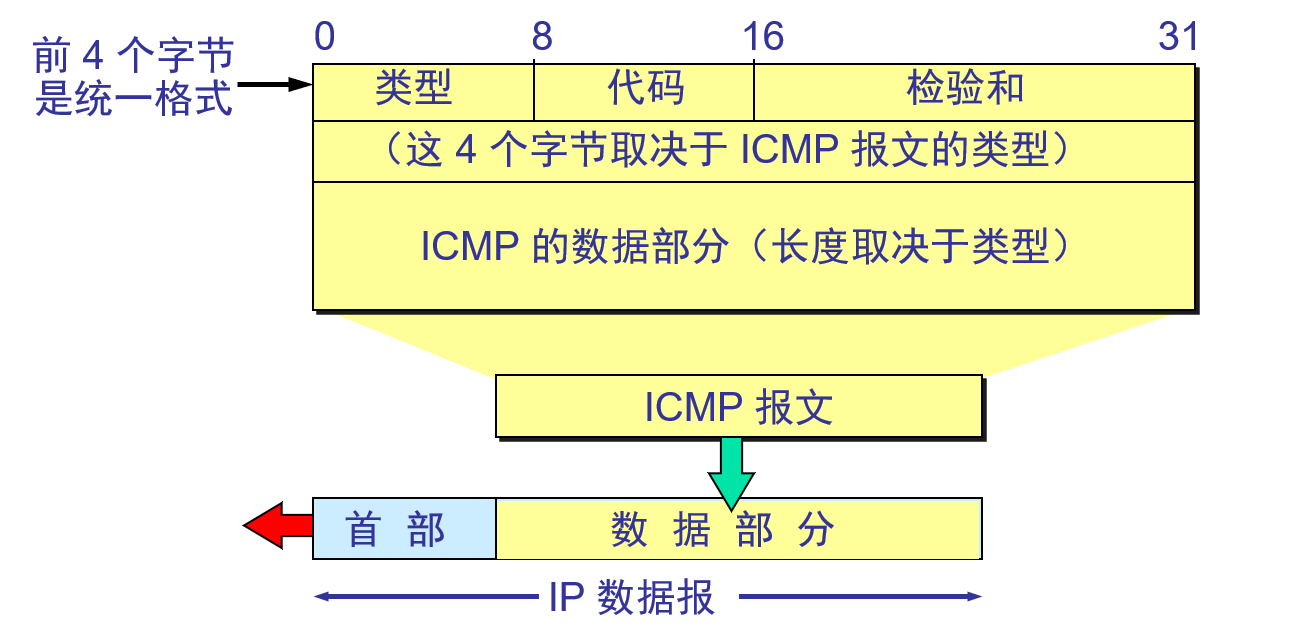 0 8 16 31
前 4 个字节
是统一格式
类型 代码 检验和
（这 4 个字节取决于 ICMP 报文的类型）
ICMP 的数据部分（长度取决于类型）
ICMP 报文
首 部 数 据 部 分
IP 数据报